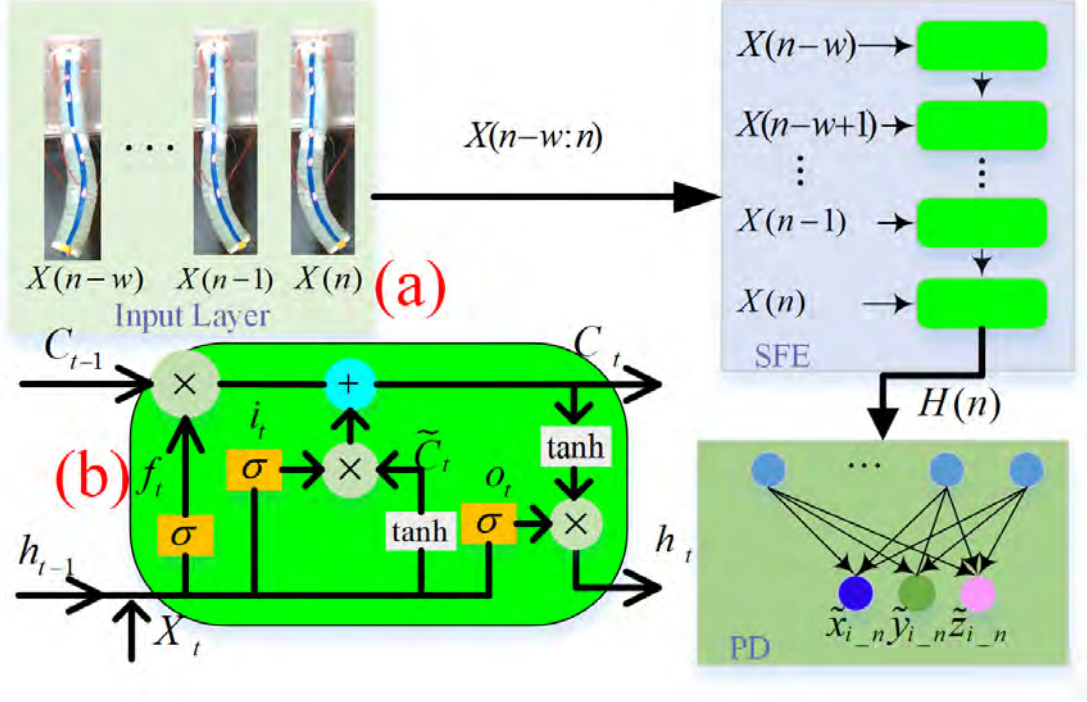 ...
X(n−w) X(n−1) X(n)
Input Layer
(a)
X(n−w:n)
X(n−w)
X(n−w+1)
⋮ ⋮
X(n−1)
X(n)
SFE
H(n)
C_{t−1}
C_t
×
+
i_t
f_t
(b)
σ
×
C̃_t
tanh
o_t
σ
tanh
σ
×
h_{t−1}
h_t
X_t
...
x̃_{i_n} ỹ_{i_n} z̃_{i_n}
PD